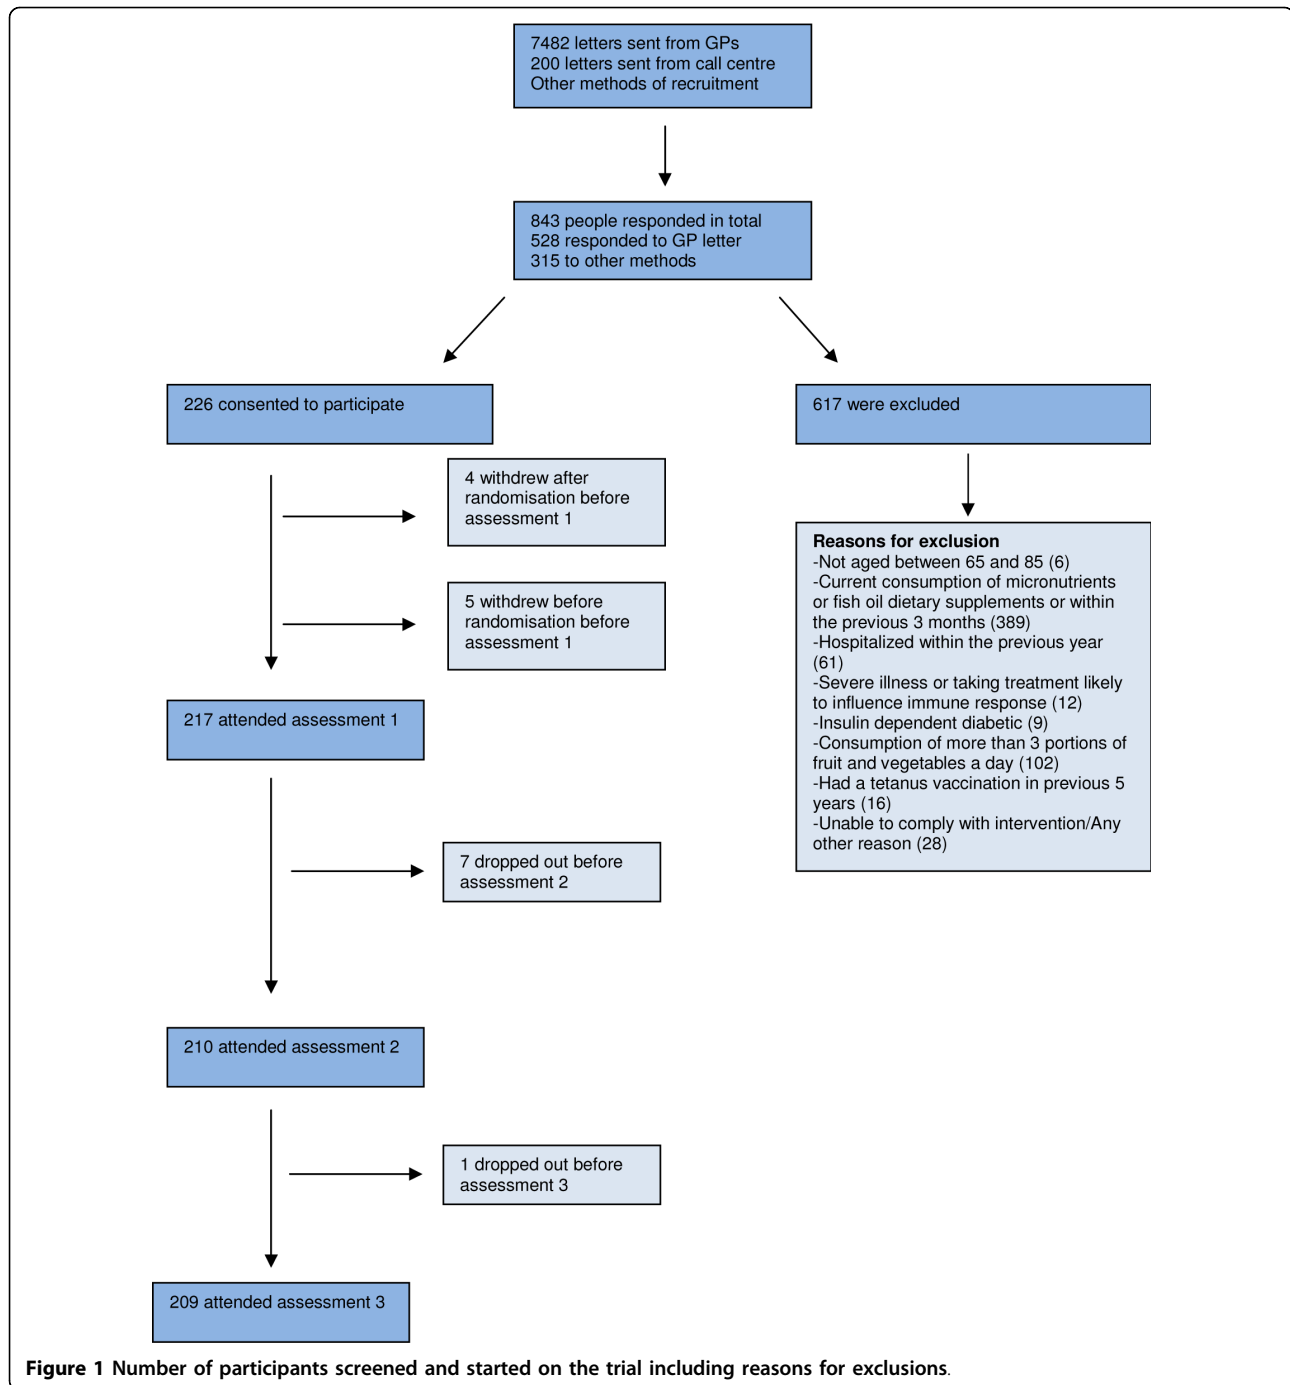 7482 letters sent from GPs
200 letters sent from call centre
Other methods of recruitment
843 people responded in total
528 responded to GP letter
315 to other methods
226 consented to participate
617 were excluded
4 withdrew after
randomisation before
assessment 1
5 withdrew before
randomisation before
assessment 1
Reasons for exclusion
-Not aged between 65 and 85 (6)
-Current consumption of micronutrients
or fish oil dietary supplements or within
the previous 3 months (389)
-Hospitalized within the previous year
(61)
-Severe illness or taking treatment likely
to influence immune response (12)
-Insulin dependent diabetic (9)
-Consumption of more than 3 portions of
fruit and vegetables a day (102)
-Had a tetanus vaccination in previous 5
years (16)
-Unable to comply with intervention/Any
other reason (28)
217 attended assessment 1
7 dropped out before
assessment 2
210 attended assessment 2
1 dropped out before
assessment 3
209 attended assessment 3
Figure 1 Number of participants screened and started on the trial including reasons for exclusions.